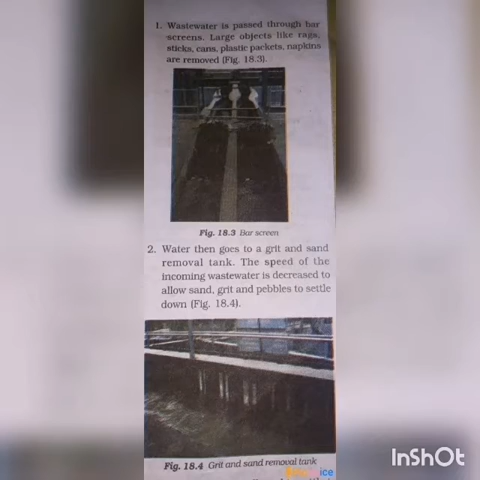 1. Wastewater is passed through bar
screens. Large objects like rags,
sticks, cans, plastic packets, napkins
are removed (Fig. 18.3).
Fig. 18.3 Bar screen
2. Water then goes to a grit and sand
removal tank. The speed of the
incoming wastewater is decreased to
allow sand, grit and pebbles to settle
down (Fig. 18.4).
Fig. 18.4 Grit and sand removal tank
InShOt